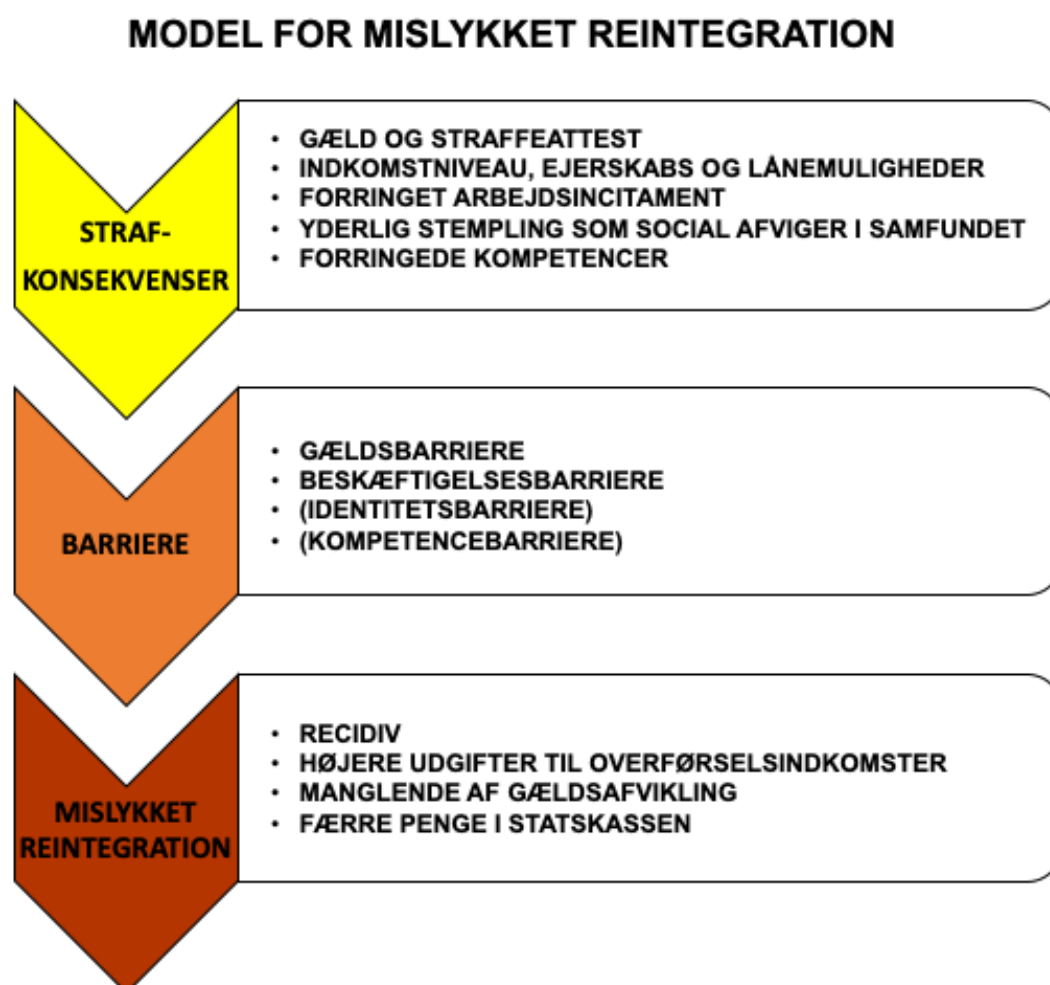 MODEL FOR MISLYKKET REINTEGRATION
STRAF-
KONSEKVENSER
• GÆLD OG STRAFFEATTEST
• INDKOMSTNIVEAU, EJERSKABS OG LÅNEMULIGHEDER
• FORRINGET ARBEJDSINCITAMENT
• YDERLIG STEMPLING SOM SOCIAL AFVIGER I SAMFUNDET
• FORRINGEDE KOMPETENCER
BARRIERE
• GÆLDSBARRIERE
• BESKÆFTIGELSESBARRIERE
• (IDENTITETSBARRIERE)
• (KOMPETENCEBARRIERE)
MISLYKKET
REINTEGRATION
• RECIDIV
• HØJERE UDGIFTER TIL OVERFØRSELSINDKOMSTER
• MANGLENDE AF GÆLDSAFVIKLING
• FÆRRE PENGE I STATSKASSEN